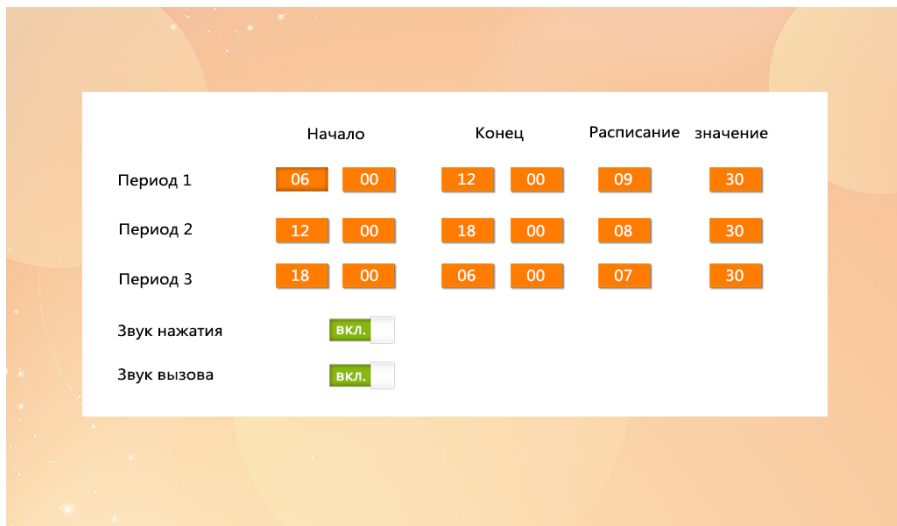 Начало Конец Расписание значение
Период 1 06 00 12 00 09 30
Период 2 12 00 18 00 08 30
Период 3 18 00 06 00 07 30
Звук нажатия вкл.
Звук вызова вкл.